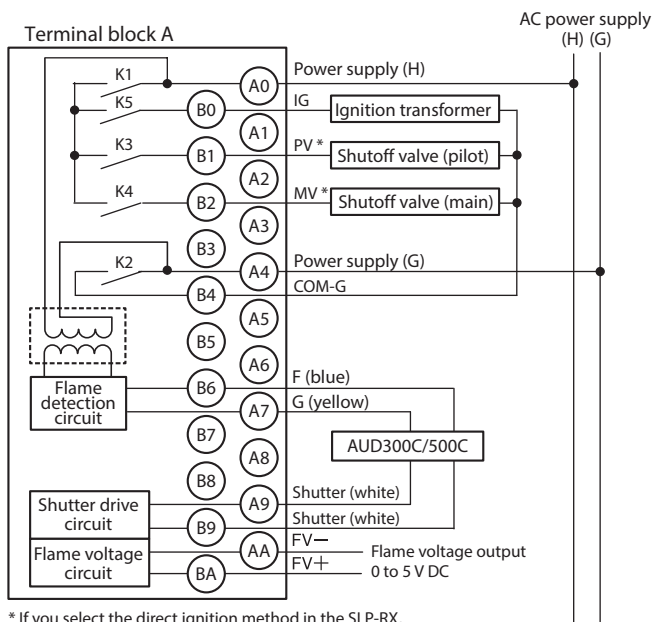 AC power supply
(H) (G)
Terminal block A
K1
A0
Power supply (H)
K5
B0
IG
Ignition transformer
A1
K3
B1
PV *
Shutoff valve (pilot)
A2
K4
B2
MV *
Shutoff valve (main)
A3
B3
K2
A4
Power supply (G)
B4
COM-G
A5
B5
A6
Flame
detection
circuit
B6
F (blue)
A7
G (yellow)
B7
AUD300C/500C
A8
B8
Shutter drive
circuit
A9
Shutter (white)
B9
Shutter (white)
Flame voltage
circuit
AA
FV−
BA
FV+
Flame voltage output
0 to 5 V DC
* If you select the direct ignition method in the SLP-RX,